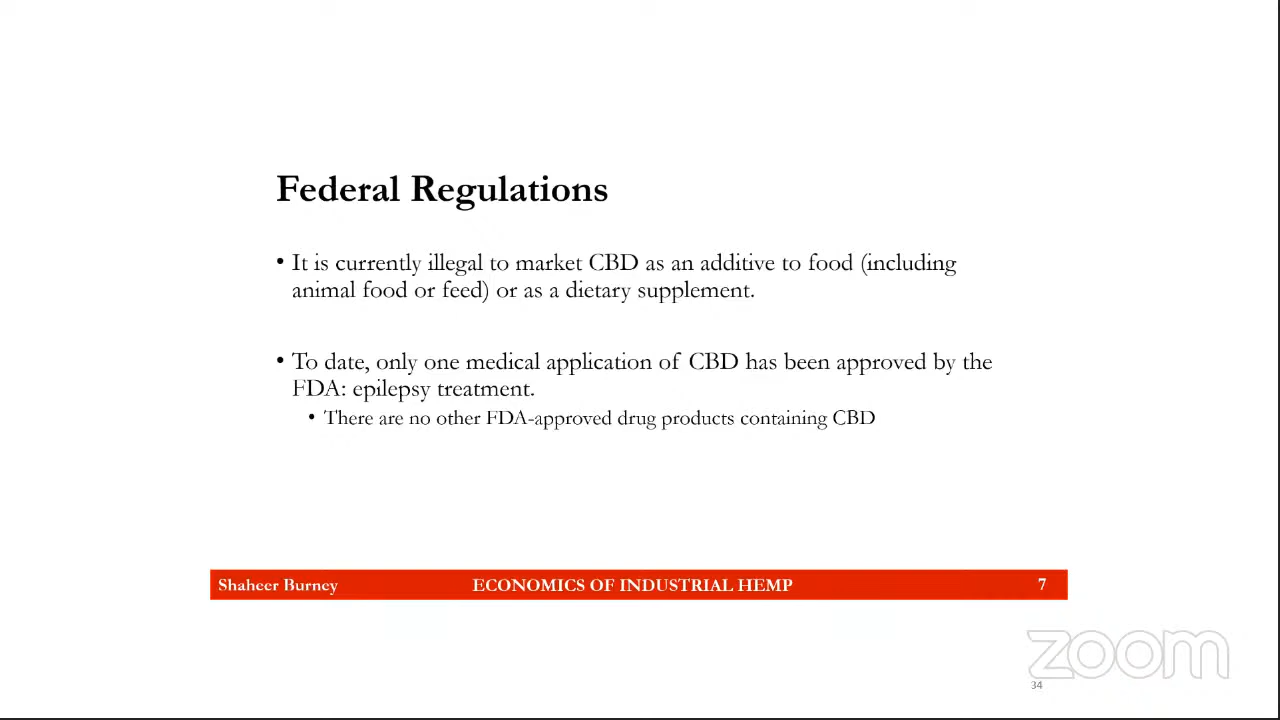 Federal Regulations
• It is currently illegal to market CBD as an additive to food (including
animal food or feed) or as a dietary supplement.
• To date, only one medical application of CBD has been approved by the
FDA: epilepsy treatment.
• There are no other FDA-approved drug products containing CBD
Shaheer Burney ECONOMICS OF INDUSTRIAL HEMP 7
zoom
34